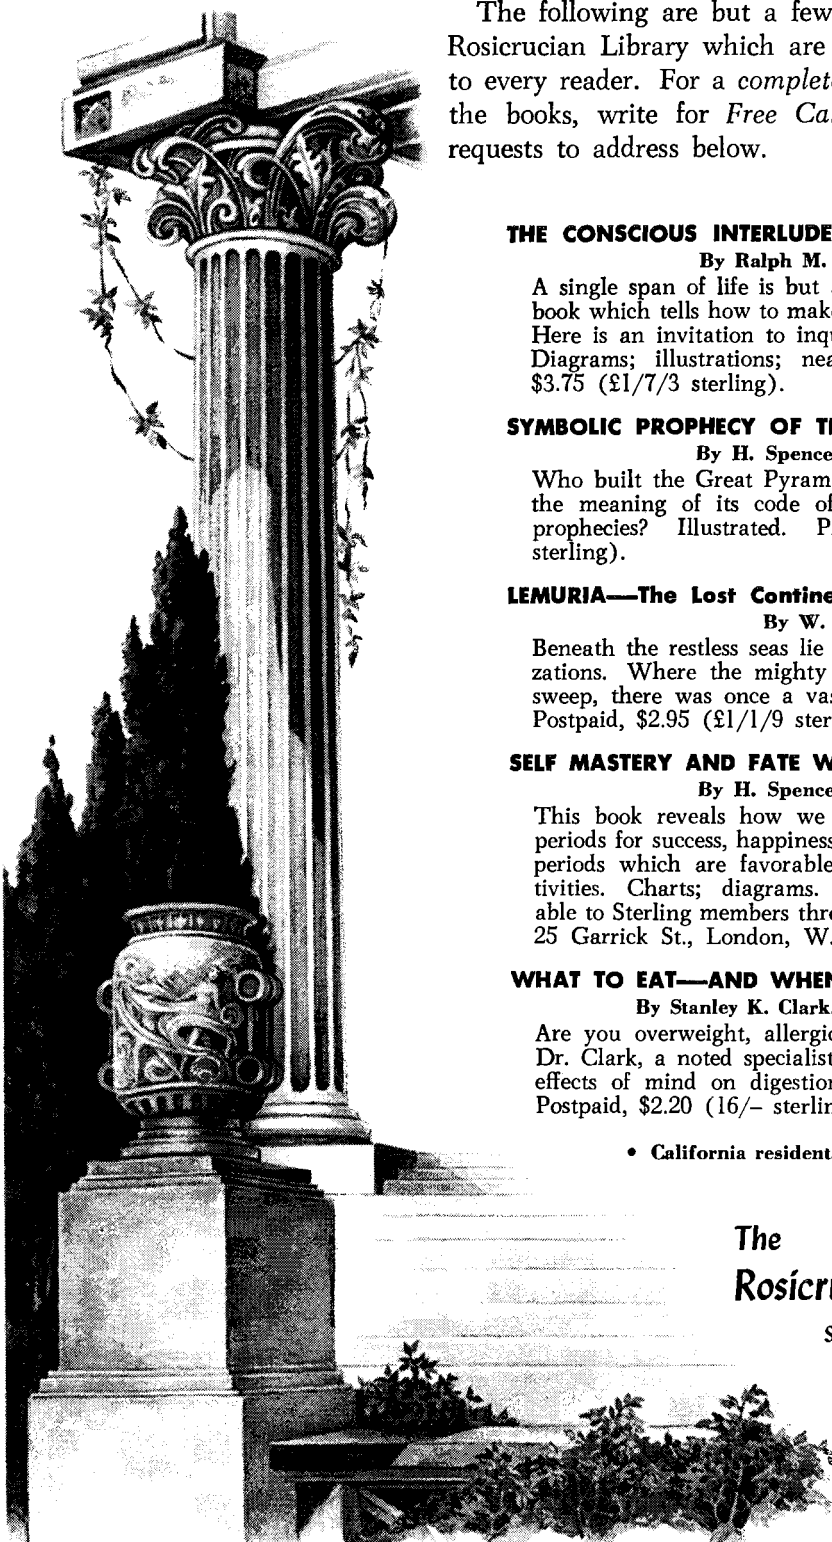 The following are but a few
Rosicrucian Library which are
to every reader. For a complet
the books, write for Free Ca
requests to address below.
THE CONSCIOUS INTERLUDE
By Ralph M.
A single span of life is but
book which tells how to mak
Here is an invitation to inqu
Diagrams; illustrations; nea
$3.75 (£1/7/3 sterling).
SYMBOLIC PROPHECY OF T
By H. Spence
Who built the Great Pyram
the meaning of its code of
prophecies? Illustrated. P
sterling).
LEMURIA—The Lost Contine
By W.
Beneath the restless seas lie
zations. Where the mighty
sweep, there was once a vas
Postpaid, $2.95 (£1/1/9 ster
SELF MASTERY AND FATE W
By H. Spence
This book reveals how we
periods for success, happiness
periods which are favorable
tivities. Charts; diagrams.
able to Sterling members thr
25 Garrick St., London, W.
WHAT TO EAT—AND WHEN
By Stanley K. Clark
Are you overweight, allergic
Dr. Clark, a noted specialist
effects of mind on digestion
Postpaid, $2.20 (16/– sterlin
• California resident
The
Rosicru
S